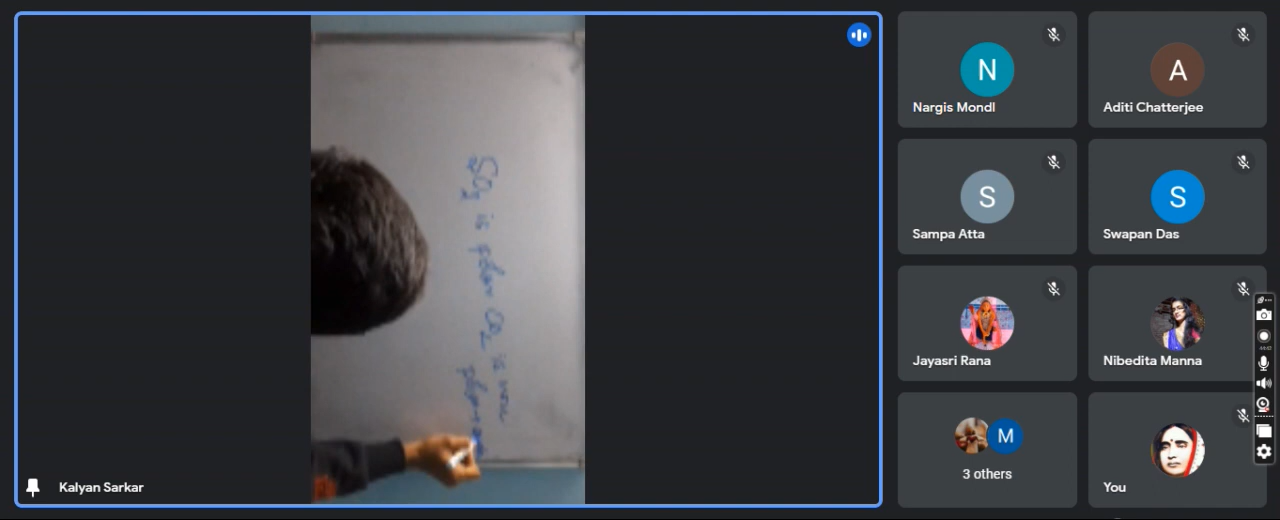 SO2 is polar CO2 is non
polar
Kalyan Sarkar
N
Nargis Mondl
A
Aditi Chatterjee
S
Sampa Atta
S
Swapan Das
Jayasri Rana
Nibedita Manna
M
3 others
You